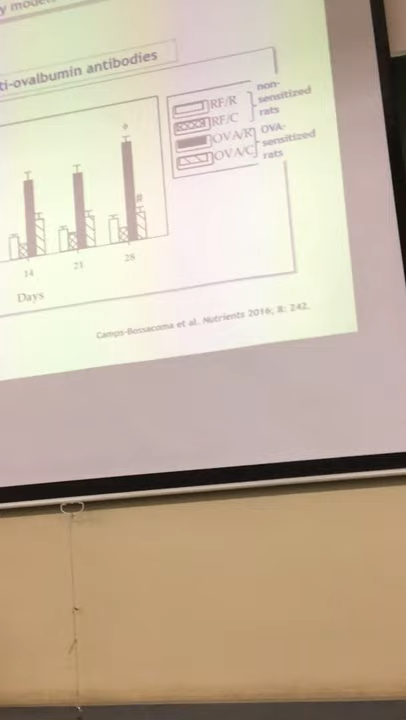 y model
ti-ovalbumin antibodies
RF/R
RF/C
non-
sensitized
rats
OVA/R
OVA/C
OVA-
sensitized
rats
*
#
14
21
28
Days
Camps-Bossacoma et al. Nutrients 2016; 8: 242.